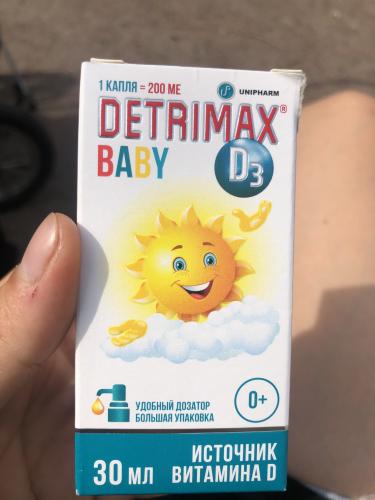 1 КАПЛЯ = 200 МЕ
UNIPHARM
DETRIMAX®
BABY
D3
УДОБНЫЙ ДОЗАТОР
БОЛЬШАЯ УПАКОВКА
0+
30 МЛ
ИСТОЧНИК
ВИТАМИНА D